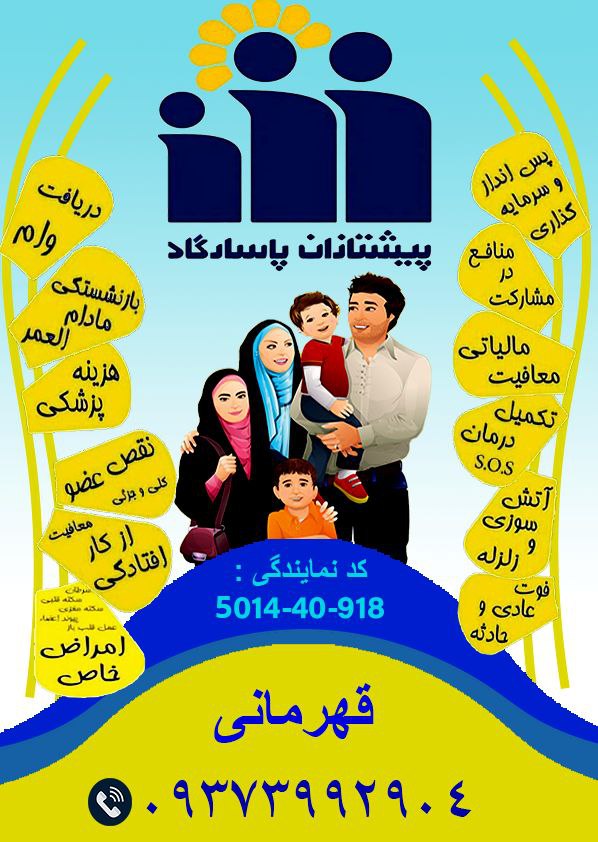 پیشتازان پاسارگاد
پس انداز
و سرمایه
گذاری
منافع
در
مشارکت
مالیاتی
معافیت
تکمیل
درمان
S.O.S
آتش
سوزی
و
زلزله
فوت
عادی و
حادثه
دریافت
وام
بازنشستگی
مادام
العمر
هزینه
پزشکی
نقص عضو
کلی و جزئی
معافیت
از کار
افتادگی
سرطان
سکته قلبی
سکته مغزی
پیوند اعضاء
عمل قلب باز
امراض
خاص
کد نمایندگی :
5014-40-918
قهرمانی
۰۹۳۷۳۹۹۲۹۰٤